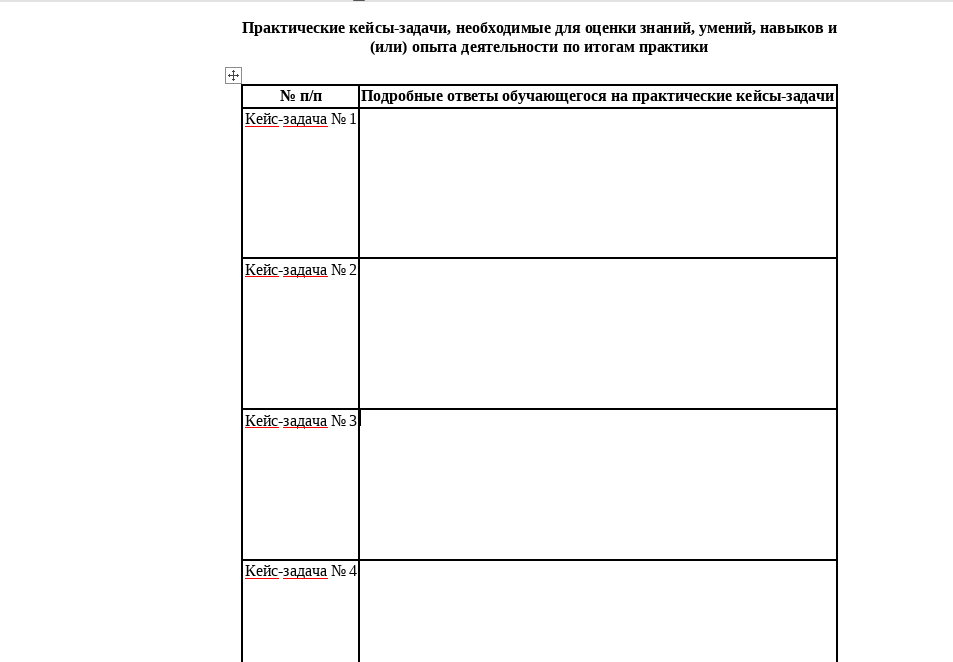 Практические кейсы-задачи, необходимые для оценки знаний, умений, навыков и
(или) опыта деятельности по итогам практики
№ п/п
Подробные ответы обучающегося на практические кейсы-задачи
Кейс-задача № 1
Кейс-задача № 2
Кейс-задача № 3
Кейс-задача № 4